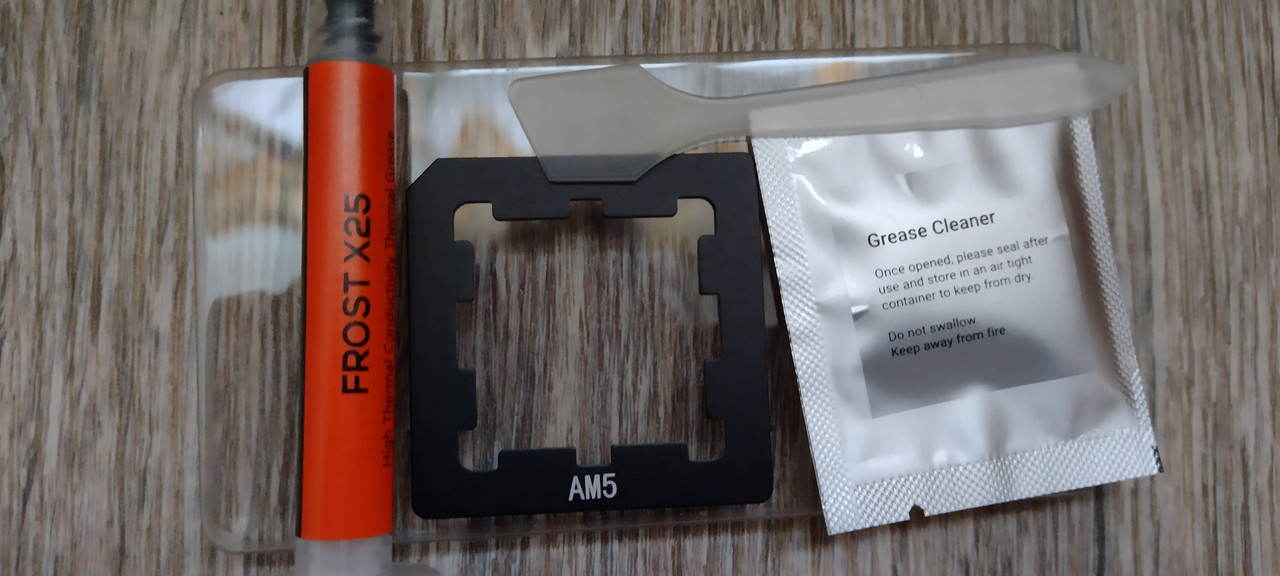 FROST X25
High Thermal Conductivity Thermal Grease
AM5
Grease Cleaner
Once opened, please seal after
use and store in an air tight
container to keep from dry.
Do not swallow.
Keep away from fire.